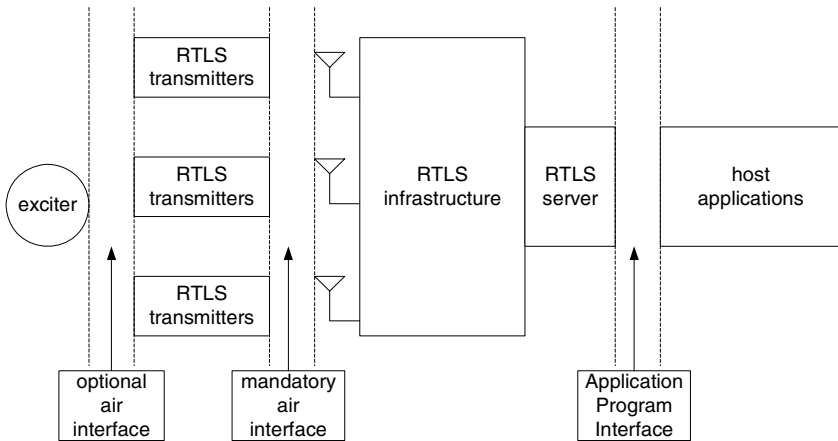 RTLS
transmitters
exciter
RTLS
transmitters
RTLS
transmitters
RTLS
infrastructure
RTLS
server
host
applications
optional
air
interface
mandatory
air
interface
Application
Program
Interface